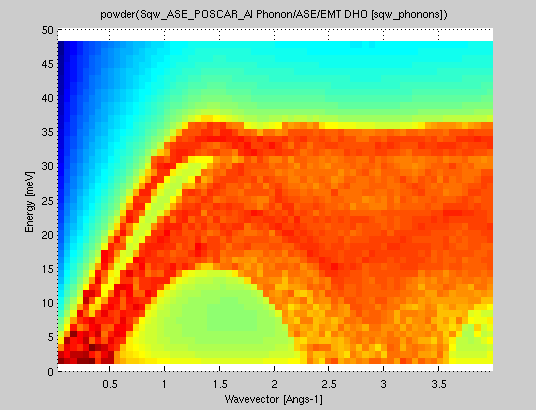 powder(Sqw_ASE_POSCAR_Al Phonon/ASE/EMT DHO [sqw_phonons])
50
45
40
35
30
25
20
15
10
5
0
Energy [meV]
0.5 1 1.5 2 2.5 3 3.5
Wavevector [Angs-1]